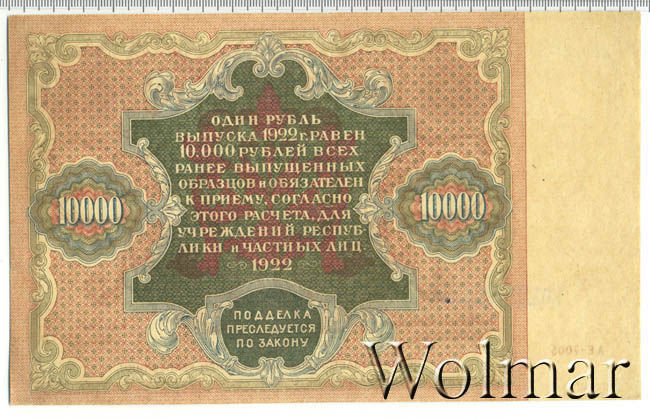 ОДИН РУБЛЬ
ВЫПУСКА 1922 г. РАВЕН
10.000 РУБЛЕЙ ВСЕХ
РАНЕЕ ВЫПУЩЕННЫХ
ОБРАЗЦОВ и ОБЯЗАТЕЛЕН
К ПРИЕМУ, СОГЛАСНО
ЭТОГО РАСЧЕТА, ДЛЯ
УЧРЕЖДЕНИЙ РЕСПУБ-
ЛИКИ и ЧАСТНЫХ ЛИЦ
1922
10000
10000
ПОДДЕЛКА
ПРЕСЛЕДУЕТСЯ
ПО ЗАКОНУ
Wolmar